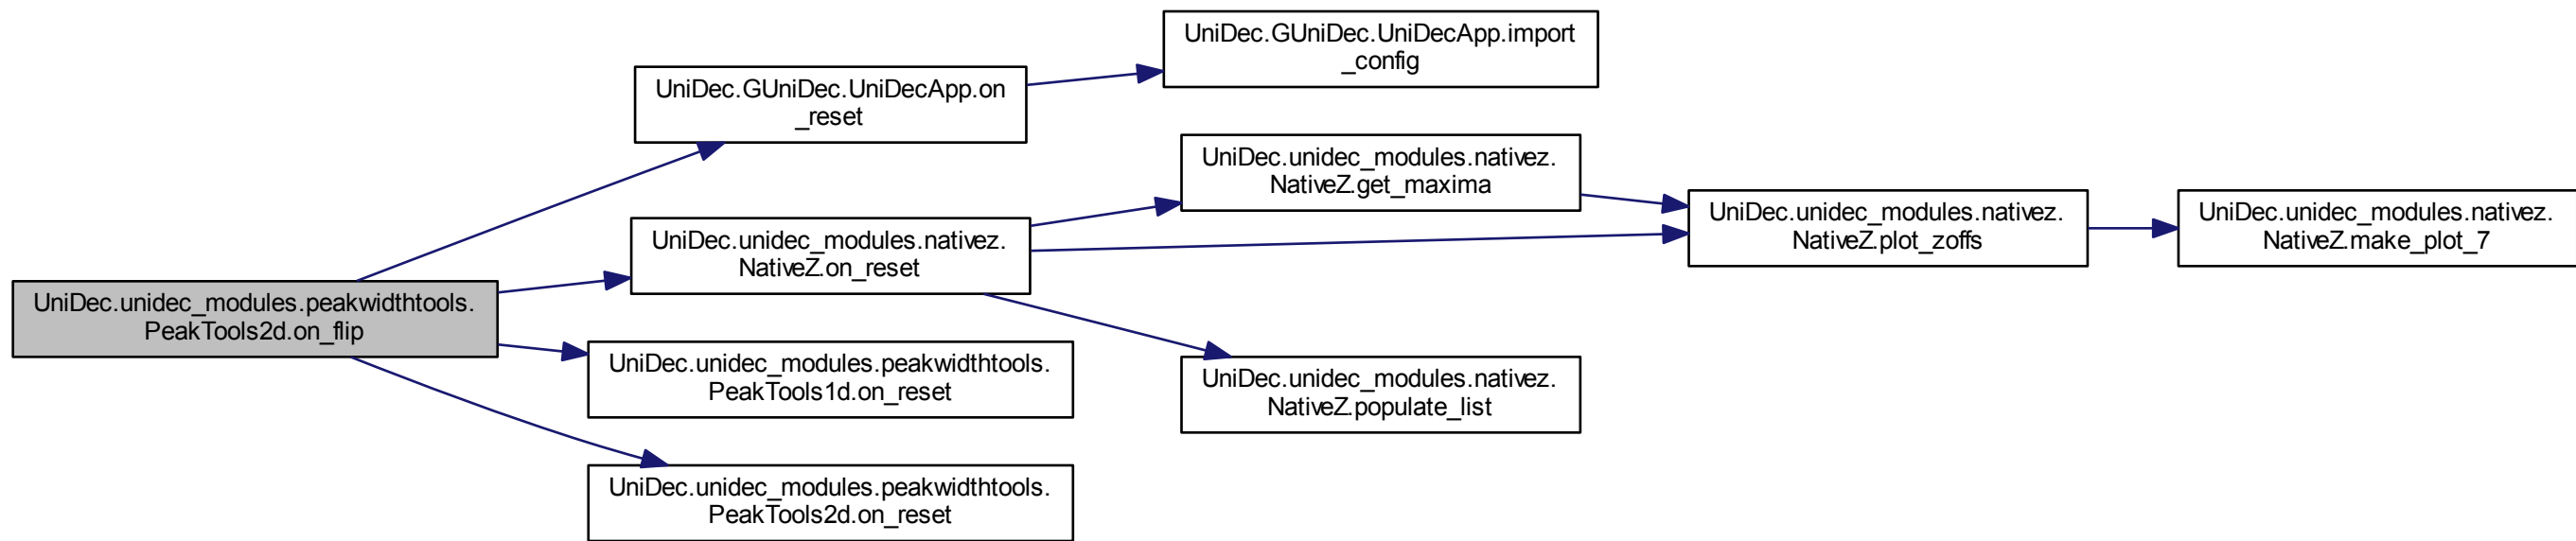 UniDec.GUniDec.UniDecApp.import
_config
UniDec.GUniDec.UniDecApp.on
_reset
UniDec.unidec_modules.nativez.
NativeZ.get_maxima
UniDec.unidec_modules.nativez.
NativeZ.plot_zoffs
UniDec.unidec_modules.nativez.
NativeZ.make_plot_7
UniDec.unidec_modules.nativez.
NativeZ.on_reset
UniDec.unidec_modules.peakwidthtools.
PeakTools2d.on_flip
UniDec.unidec_modules.peakwidthtools.
PeakTools1d.on_reset
UniDec.unidec_modules.nativez.
NativeZ.populate_list
UniDec.unidec_modules.peakwidthtools.
PeakTools2d.on_reset